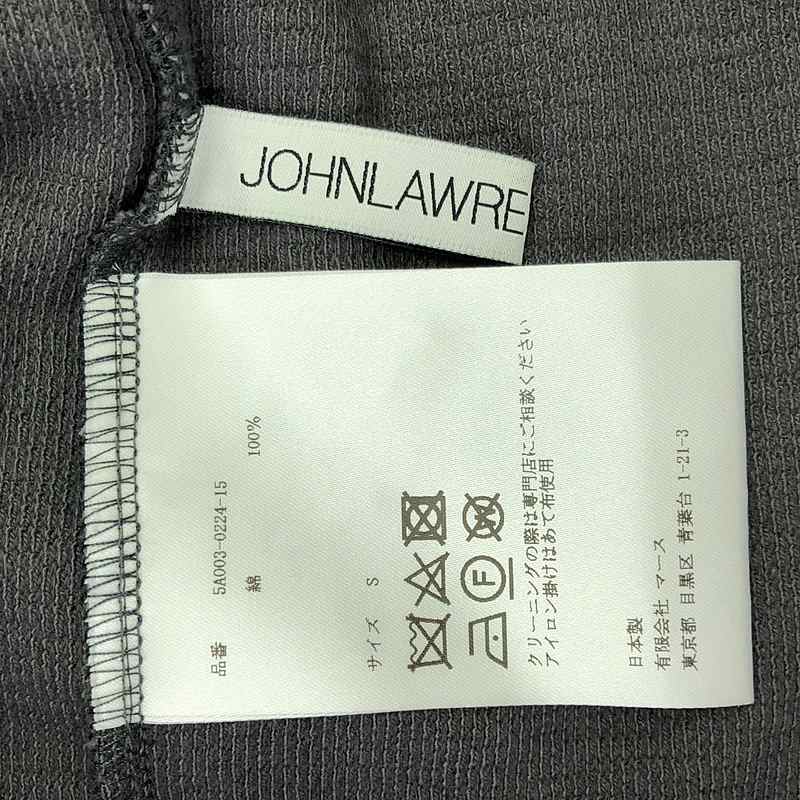 JOHNLAWRE
品番 5A003-0224-15
綿 100%
サイズ S
F
W
クリーニングの際は専門店にご相談ください
アイロン掛けはあて布使用
日本製
有限会社 マース
東京都 目黒区 青葉台 1-21-3